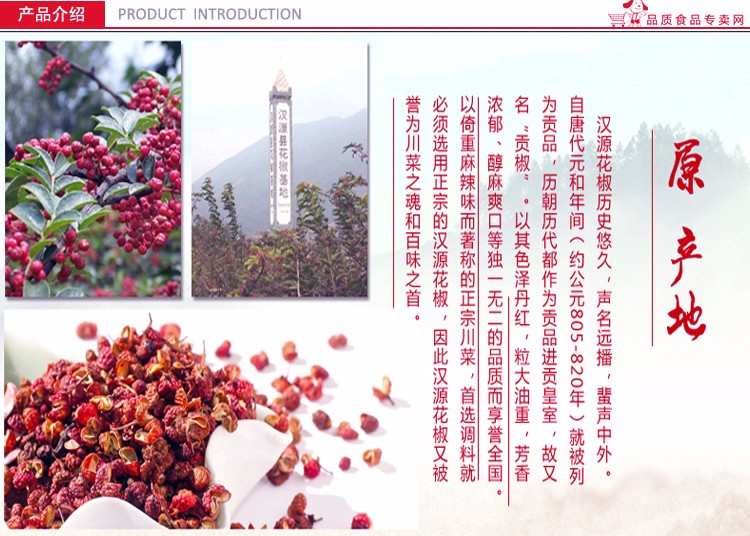 产品介绍
PRODUCT INTRODUCTION
品质食品专卖网
汉源县花椒基地
原产地
汉源花椒历史悠久，声名远播，蜚声中外。
自唐代元和年间（约公元805-820年）就被列
为贡品，历朝历代都作为贡品进贡皇室，故又
名“贡椒”。以其色泽丹红，粒大油重，芳香
浓郁、醇麻爽口等独一无二的品质而享誉全国。
以倚重麻辣味而著称的正宗川菜，首选调料就
必须选用正宗的汉源花椒，因此汉源花椒又被
誉为川菜之魂和百味之首。